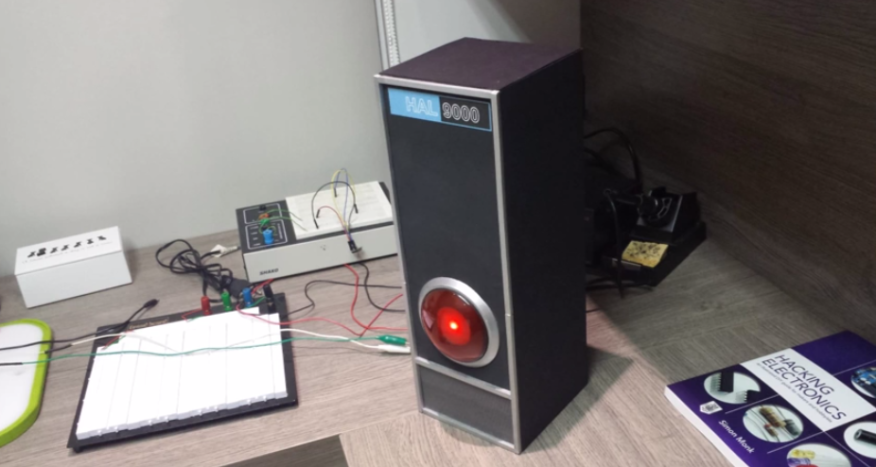 HAL 9000
HACKING
ELECTRONICS
Simon Monk